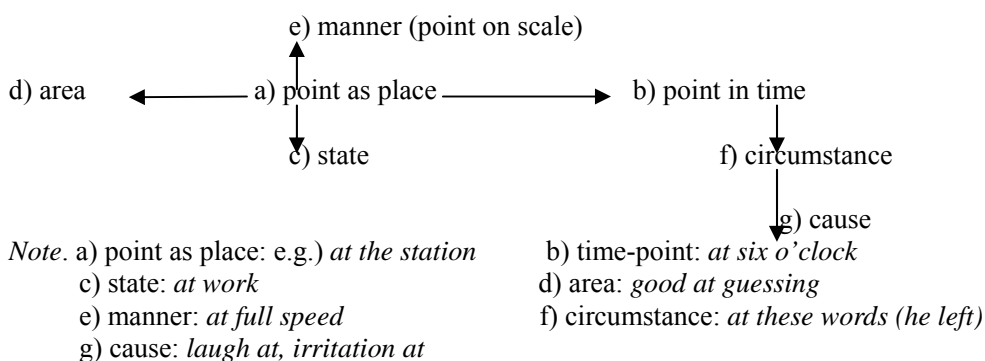 e) manner (point on scale)
d) area a) point as place b) point in time
c) state f) circumstance
g) cause
Note. a) point as place: e.g.) at the station b) time-point: at six o’clock
c) state: at work d) area: good at guessing
e) manner: at full speed f) circumstance: at these words (he left)
g) cause: laugh at, irritation at